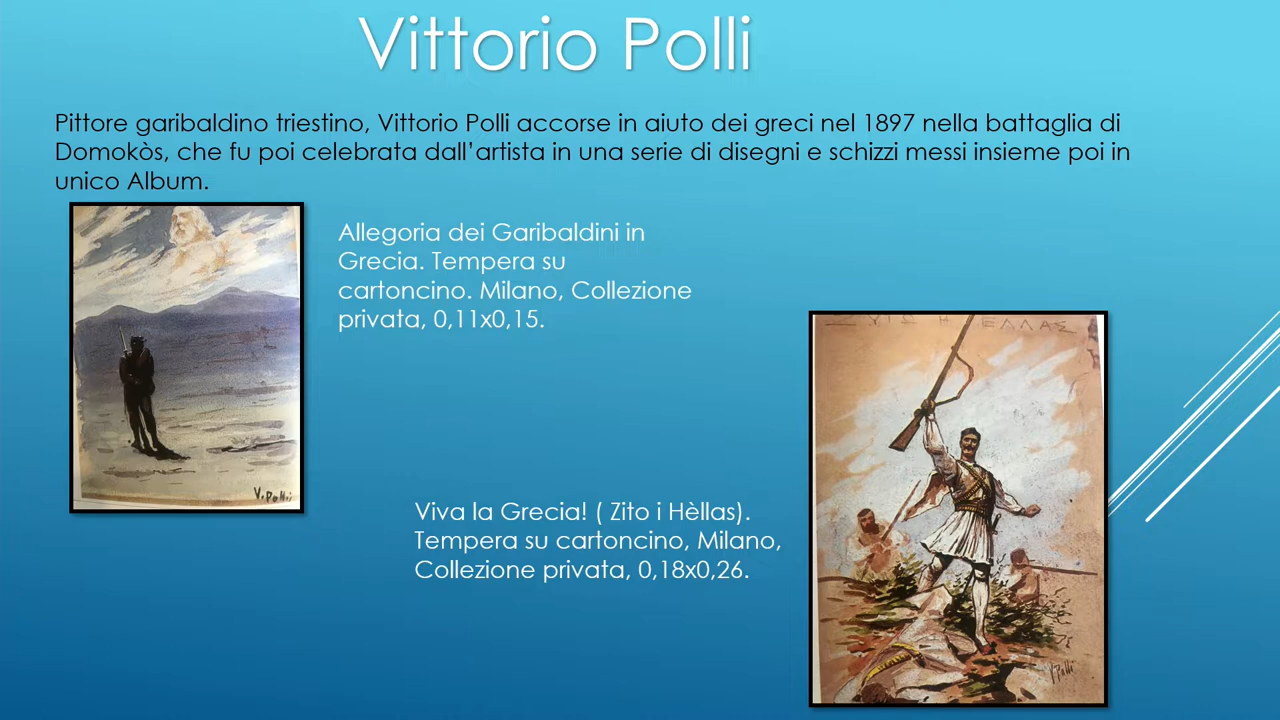 Vittorio Polli
Pittore garibaldino triestino, Vittorio Polli accorse in aiuto dei greci nel 1897 nella battaglia di
Domokòs, che fu poi celebrata dall’artista in una serie di disegni e schizzi messi insieme poi in
unico Album.
Allegoria dei Garibaldini in
Grecia. Tempera su
cartoncino. Milano, Collezione
privata, 0,11x0,15.
V. Polli
Η ΕΛΛΑΣ
Viva la Grecia! ( Zito i Hèllas).
Tempera su cartoncino, Milano,
Collezione privata, 0,18x0,26.
V. Polli